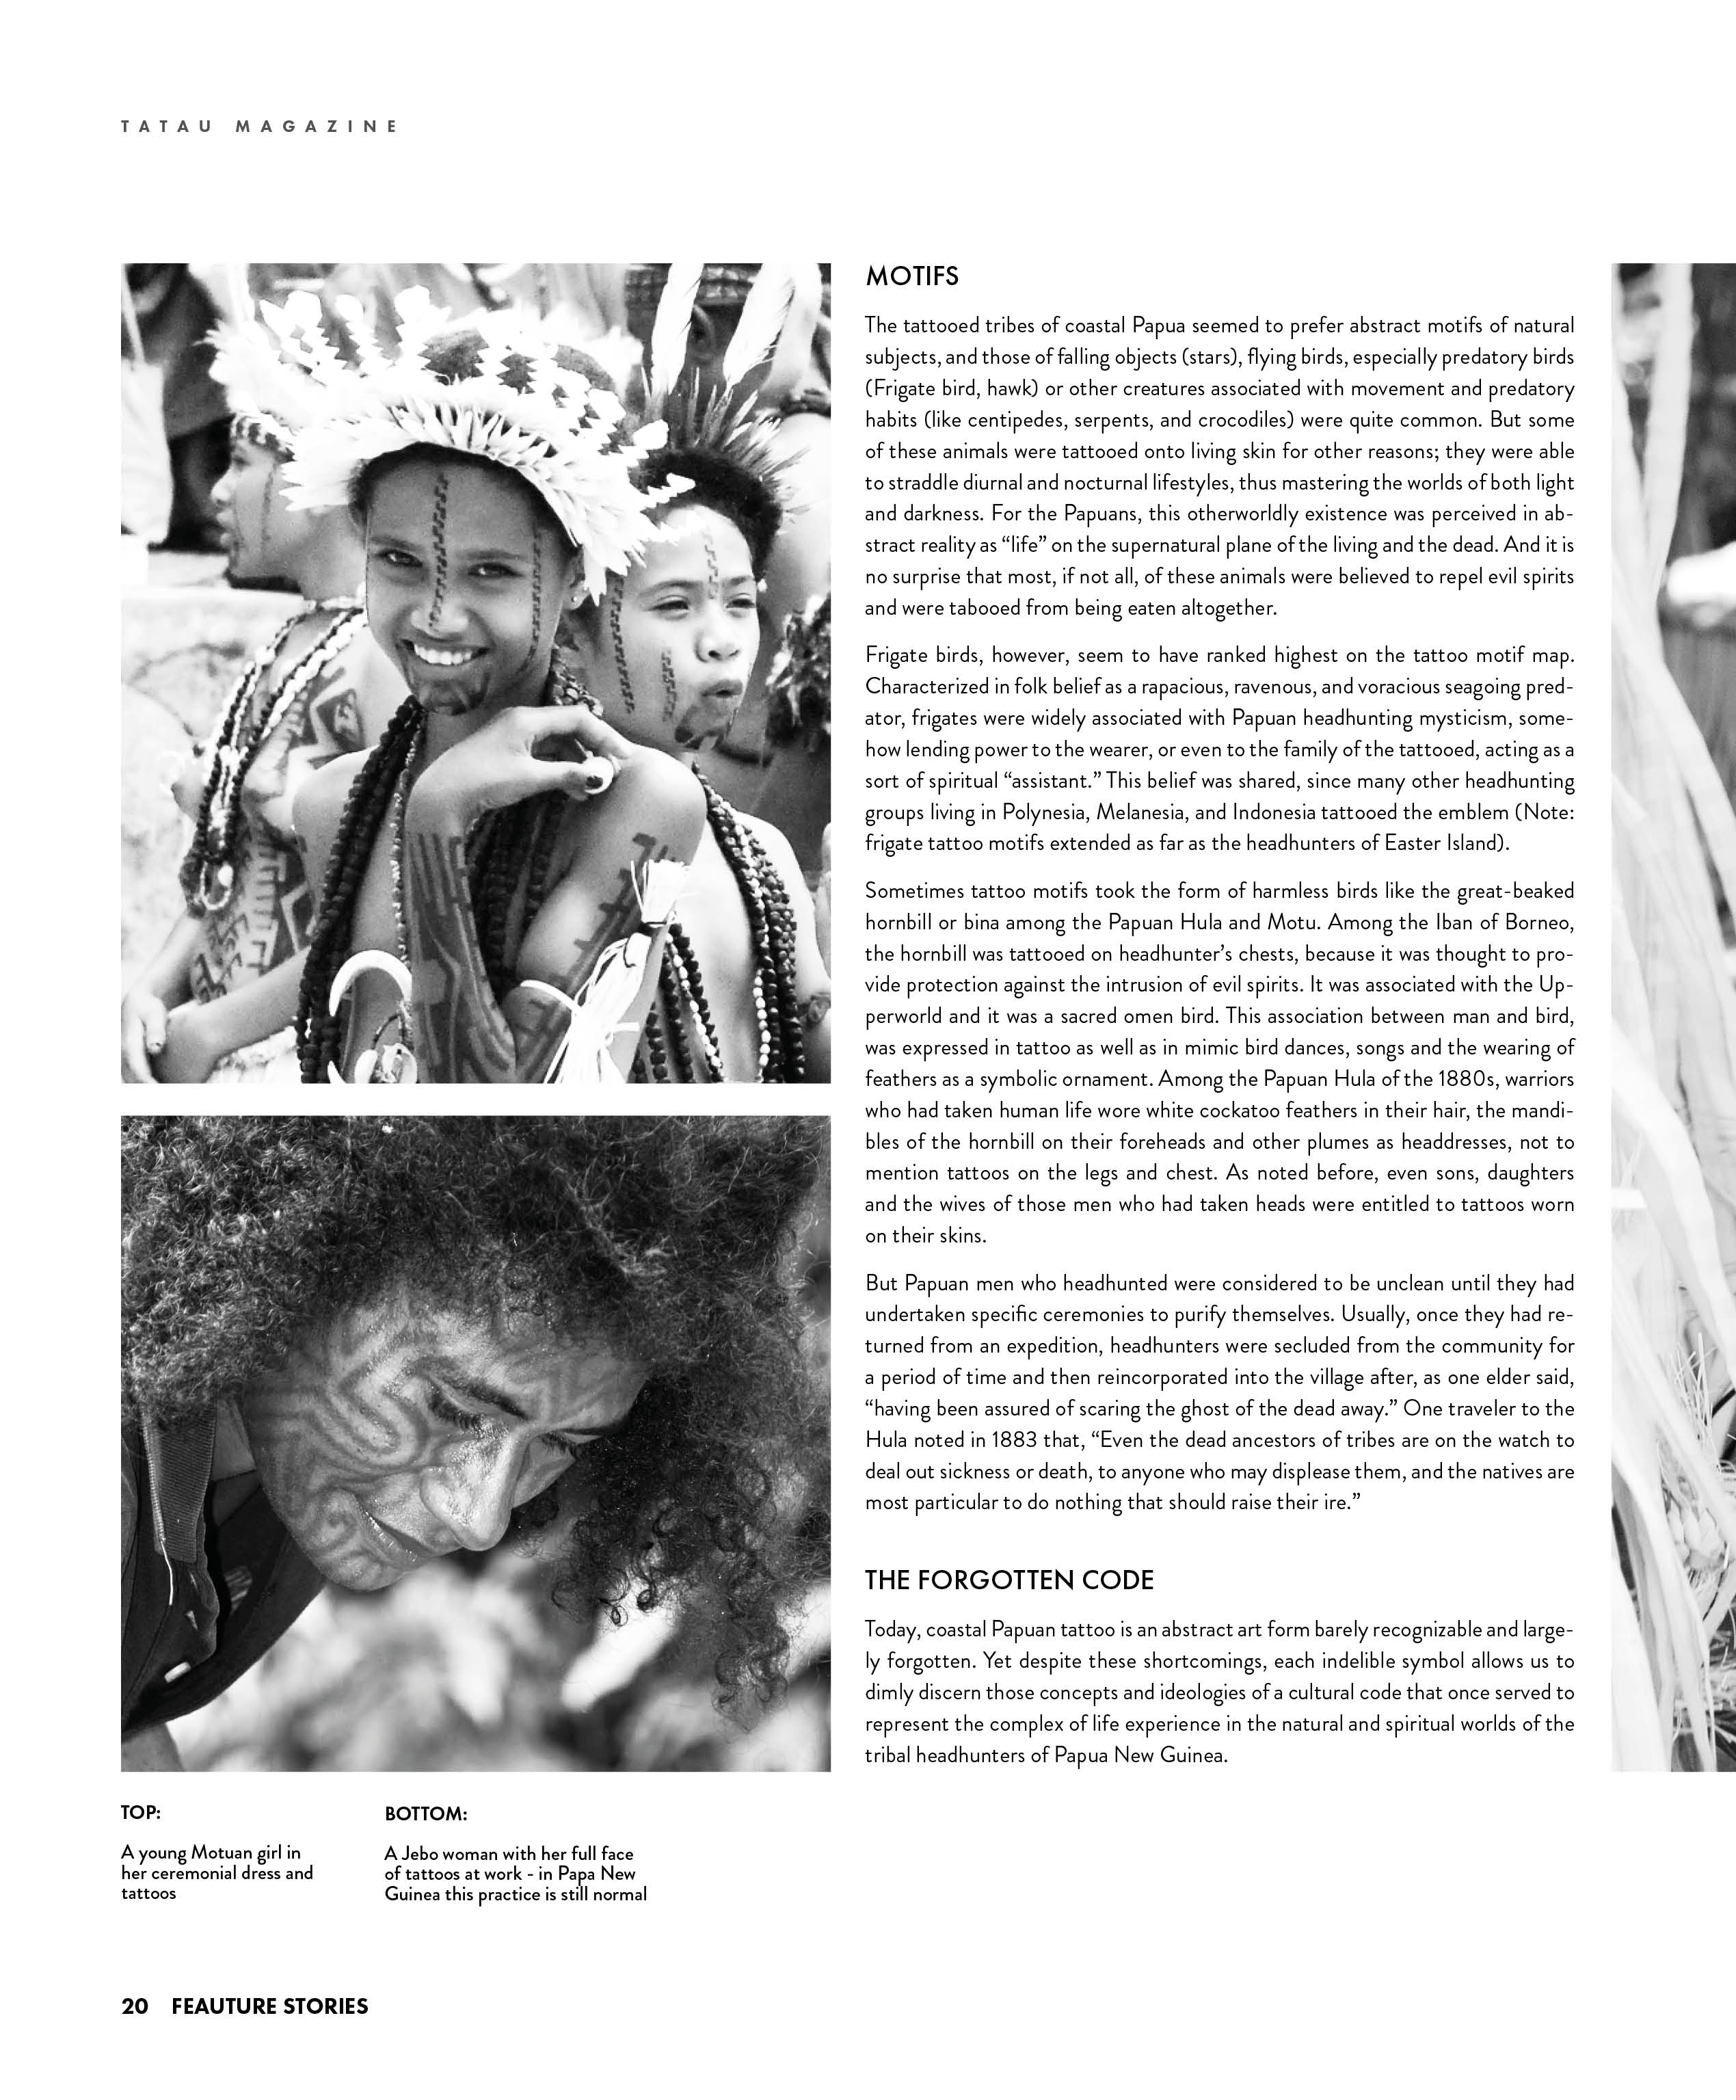 TATAU MAGAZINE
MOTIFS
The tattooed tribes of coastal Papua seemed to prefer abstract motifs of natural
subjects, and those of falling objects (stars), flying birds, especially predatory birds
(Frigate bird, hawk) or other creatures associated with movement and predatory
habits (like centipedes, serpents, and crocodiles) were quite common. But some
of these animals were tattooed onto living skin for other reasons; they were able
to straddle diurnal and nocturnal lifestyles, thus mastering the worlds of both light
and darkness. For the Papuans, this otherworldly existence was perceived in ab-
stract reality as “life” on the supernatural plane of the living and the dead. And it is
no surprise that most, if not all, of these animals were believed to repel evil spirits
and were tabooed from being eaten altogether.
Frigate birds, however, seem to have ranked highest on the tattoo motif map.
Characterized in folk belief as a rapacious, ravenous, and voracious seagoing pred-
ator, frigates were widely associated with Papuan headhunting mysticism, some-
how lending power to the wearer, or even to the family of the tattooed, acting as a
sort of spiritual “assistant.” This belief was shared, since many other headhunting
groups living in Polynesia, Melanesia, and Indonesia tattooed the emblem (Note:
frigate tattoo motifs extended as far as the headhunters of Easter Island).
Sometimes tattoo motifs took the form of harmless birds like the great-beaked
hornbill or bina among the Papuan Hula and Motu. Among the Iban of Borneo,
the hornbill was tattooed on headhunter’s chests, because it was thought to pro-
vide protection against the intrusion of evil spirits. It was associated with the Up-
perworld and it was a sacred omen bird. This association between man and bird,
was expressed in tattoo as well as in mimic bird dances, songs and the wearing of
feathers as a symbolic ornament. Among the Papuan Hula of the 1880s, warriors
who had taken human life wore white cockatoo feathers in their hair, the mandi-
bles of the hornbill on their foreheads and other plumes as headdresses, not to
mention tattoos on the legs and chest. As noted before, even sons, daughters
and the wives of those men who had taken heads were entitled to tattoos worn
on their skins.
But Papuan men who headhunted were considered to be unclean until they had
undertaken specific ceremonies to purify themselves. Usually, once they had re-
turned from an expedition, headhunters were secluded from the community for
a period of time and then reincorporated into the village after, as one elder said,
“having been assured of scaring the ghost of the dead away.” One traveler to the
Hula noted in 1883 that, “Even the dead ancestors of tribes are on the watch to
deal out sickness or death, to anyone who may displease them, and the natives are
most particular to do nothing that should raise their ire.”
THE FORGOTTEN CODE
Today, coastal Papuan tattoo is an abstract art form barely recognizable and large-
ly forgotten. Yet despite these shortcomings, each indelible symbol allows us to
dimly discern those concepts and ideologies of a cultural code that once served to
represent the complex of life experience in the natural and spiritual worlds of the
tribal headhunters of Papua New Guinea.
TOP:
A young Motuan girl in
her ceremonial dress and
tattoos
BOTTOM:
A Jebo woman with her full face
of tattoos at work - in Papa New
Guinea this practice is still normal
20 FEAUTURE STORIES